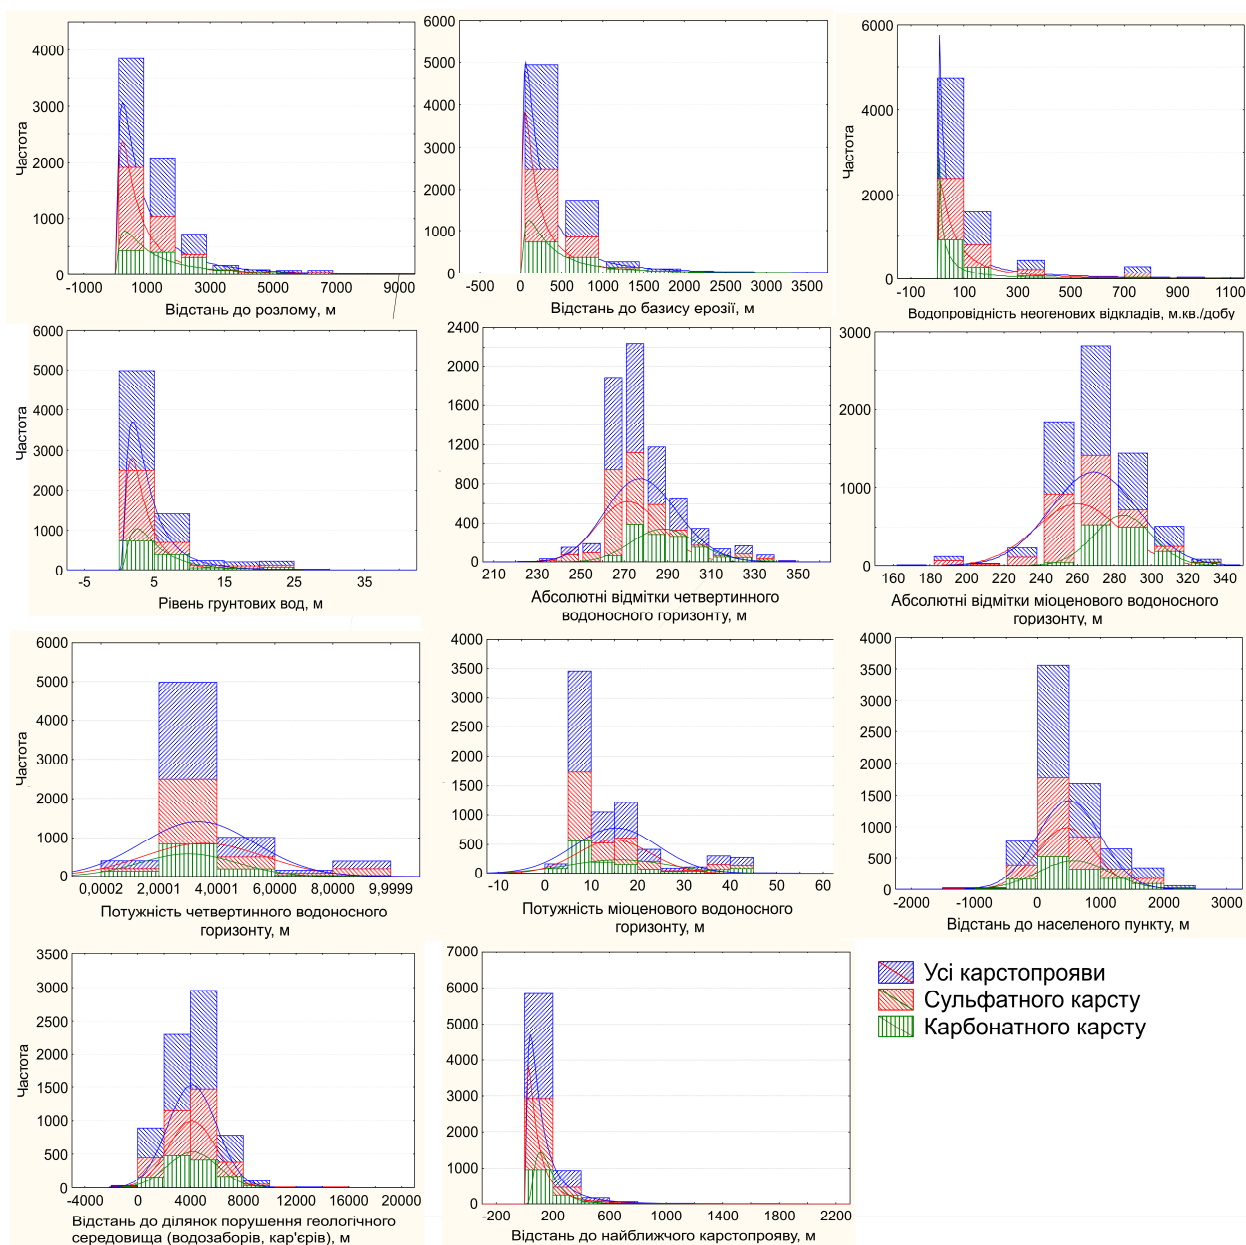 Частота
4000
3000
2000
1000
0
-1000 1000 3000 5000 7000 9000
Відстань до розлому, м
6000
5000
4000
3000
2000
1000
0
-500 0 500 1000 1500 2000 2500 3000 3500
Відстань до базису ерозії, м
Частота
6000
4000
2000
0
-100 100 300 500 700 900 1100
Водопровідність неогенових відкладів, м.кв./добу
Частота
6000
5000
4000
3000
2000
1000
0
-5 5 15 25 35
Рівень грунтових вод, м
2400
2000
1600
1200
800
400
0
210 230 250 270 290 310 330 350
Абсолютні відмітки четвертинного
водоносного горизонту, м
3000
2000
1000
0
160 180 200 220 240 260 280 300 320 340
Абсолютні відмітки міоценового водоносного
горизонту, м
Частота
6000
5000
4000
3000
2000
1000
0
0,0002 2,0001 4,0001 6,0000 8,0000 9,9999
Потужність четвертинного водоносного
горизонту, м
4000
3500
3000
2500
2000
1500
1000
500
0
-10 0 10 20 30 40 50 60
Потужність міоценового водоносного
горизонту, м
4000
3500
3000
2500
2000
1500
1000
500
0
-2000 -1000 0 1000 2000 3000
Відстань до населеного пункту, м
Частота
3500
3000
2500
2000
1500
1000
500
0
-4000 0 4000 8000 12000 16000 20000
Відстань до ділянок порушення геологічного
середовища (водозаборів, кар'єрів), м
7000
6000
5000
4000
3000
2000
1000
0
-200 200 600 1000 1400 1800 2200
Відстань до найближчого карстопрояву, м
Усі карстопрояви
Сульфатного карсту
Карбонатного карсту